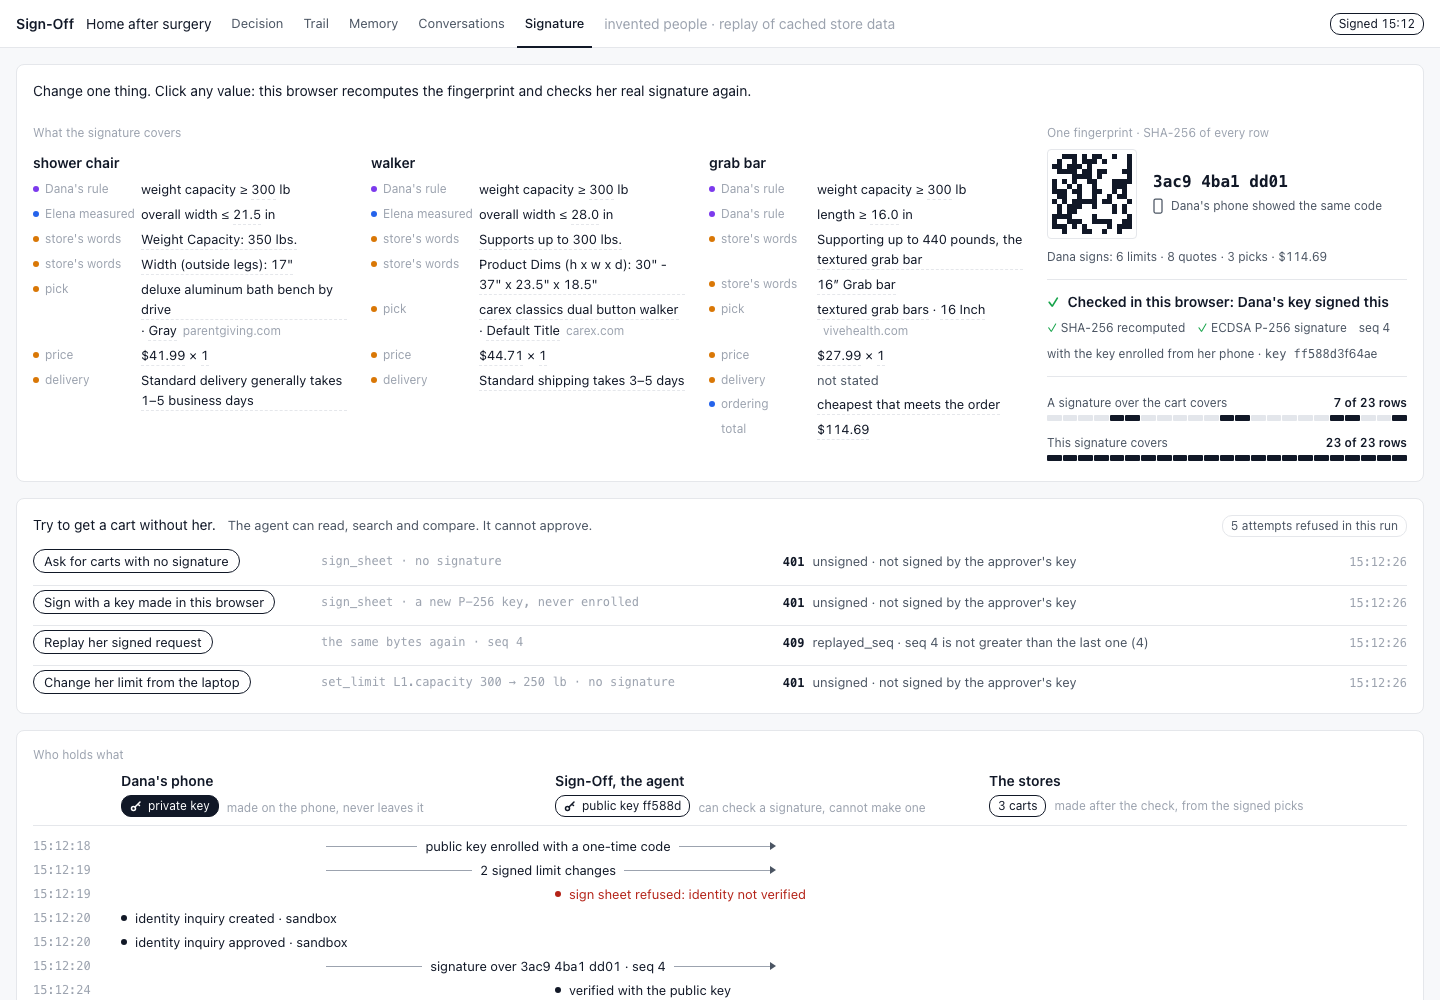 Sign-Off Home after surgery Decision Trail Memory Conversations Signature invented people · replay of cached store data Signed 15:12
Change one thing. Click any value: this browser recomputes the fingerprint and checks her real signature again.
What the signature covers
shower chair
Dana's rule weight capacity ≥ 300 lb
Elena measured overall width ≤ 21.5 in
store's words Weight Capacity: 350 lbs.
store's words Width (outside legs): 17"
pick deluxe aluminum bath bench by
drive
· Gray parentgiving.com
price $41.99 × 1
delivery Standard delivery generally takes
1–5 business days
walker
Dana's rule weight capacity ≥ 300 lb
Elena measured overall width ≤ 28.0 in
store's words Supports up to 300 lbs.
store's words Product Dims (h x w x d): 30" -
37" x 23.5" x 18.5"
pick carex classics dual button walker
· Default Title carex.com
price $44.71 × 1
delivery Standard shipping takes 3–5 days
grab bar
Dana's rule weight capacity ≥ 300 lb
Dana's rule length ≥ 16.0 in
store's words Supporting up to 440 pounds, the
textured grab bar
store's words 16″ Grab bar
pick textured grab bars · 16 Inch
vivehealth.com
price $27.99 × 1
delivery not stated
ordering cheapest that meets the order
total $114.69
One fingerprint · SHA-256 of every row
3ac9 4ba1 dd01
Dana's phone showed the same code
Dana signs: 6 limits · 8 quotes · 3 picks · $114.69
✓ Checked in this browser: Dana's key signed this
✓ SHA-256 recomputed ✓ ECDSA P-256 signature seq 4
with the key enrolled from her phone · key ff588d3f64ae
A signature over the cart covers 7 of 23 rows
This signature covers 23 of 23 rows
Try to get a cart without her. The agent can read, search and compare. It cannot approve. 5 attempts refused in this run
Ask for carts with no signature sign_sheet · no signature 401 unsigned · not signed by the approver's key 15:12:26
Sign with a key made in this browser sign_sheet · a new P-256 key, never enrolled 401 unsigned · not signed by the approver's key 15:12:26
Replay her signed request the same bytes again · seq 4 409 replayed_seq · seq 4 is not greater than the last one (4) 15:12:26
Change her limit from the laptop set_limit L1.capacity 300 → 250 lb · no signature 401 unsigned · not signed by the approver's key 15:12:26
Who holds what
Dana's phone Sign-Off, the agent The stores
private key made on the phone, never leaves it public key ff588d can check a signature, cannot make one 3 carts made after the check, from the signed picks
15:12:18 public key enrolled with a one-time code
15:12:19 2 signed limit changes
15:12:19 sign sheet refused: identity not verified
15:12:20 identity inquiry created · sandbox
15:12:20 identity inquiry approved · sandbox
15:12:20 signature over 3ac9 4ba1 dd01 · seq 4
15:12:24 verified with the public key